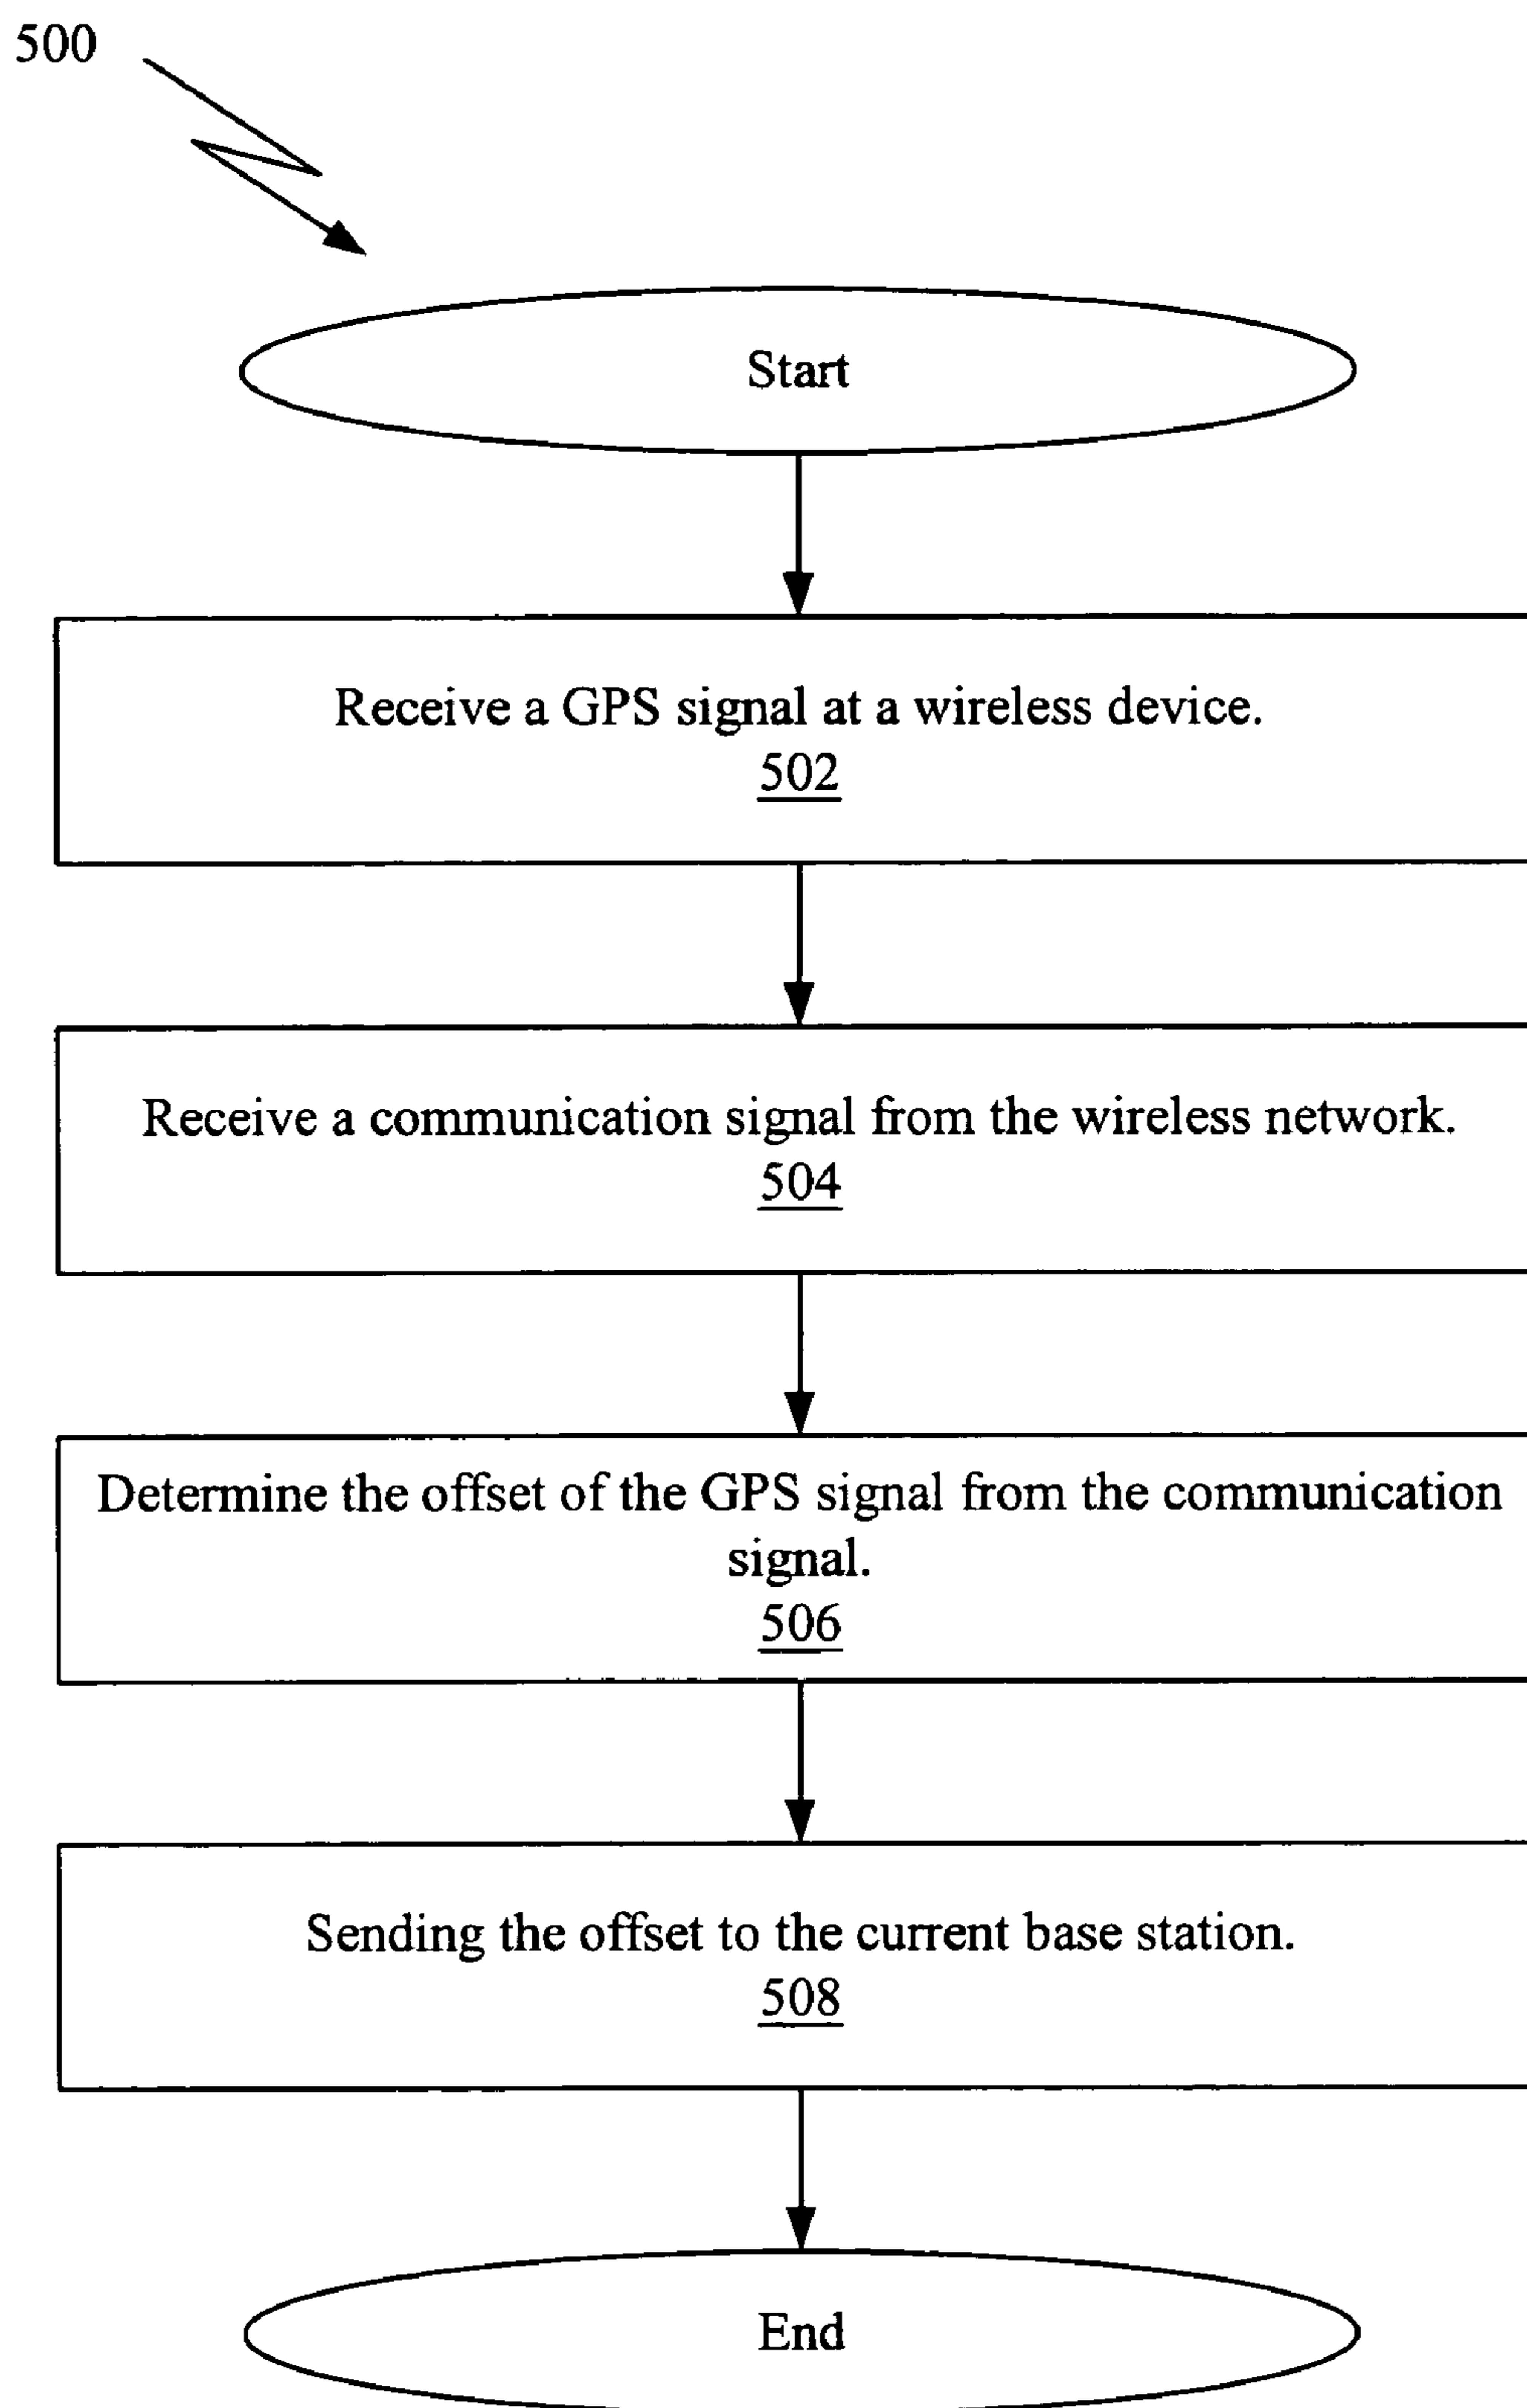 500
Start
Receive a GPS signal at a wireless device.
502
Receive a communication signal from the wireless network.
504
Determine the offset of the GPS signal from the communication
signal.
506
Sending the offset to the current base station.
508
End